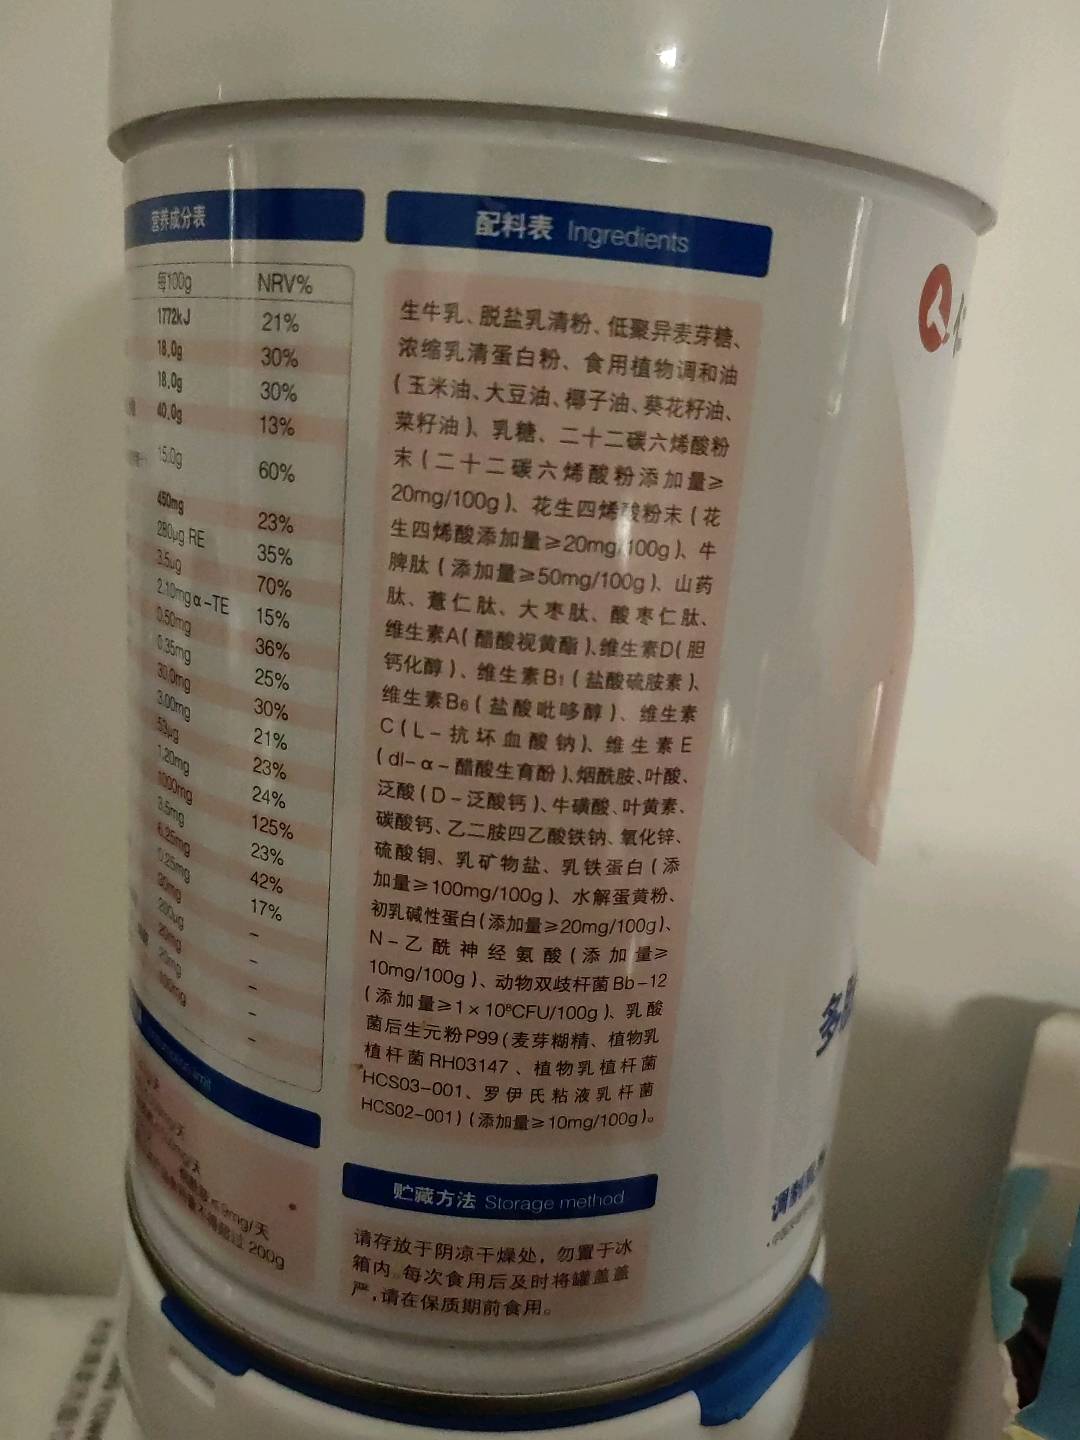 营养成分表
每100g NRV%
1772kJ 21%
18.0g 30%
18.0g 30%
40.0g 13%
15.0g 60%
450mg 23%
280μg RE 35%
3.5μg 70%
2.10mg α-TE 15%
0.50mg 36%
0.35mg 25%
30.0mg 30%
3.00mg 21%
53μg 23%
1.20mg 24%
1000mg 125%
3.5mg 23%
6.25mg 42%
0.25mg 17%
20mg –
200μg –
20mg –
20mg –
–
配料表 Ingredients
生牛乳、脱盐乳清粉、低聚异麦芽糖、
浓缩乳清蛋白粉、食用植物调和油
(玉米油、大豆油、椰子油、葵花籽油、
菜籽油)、乳糖、二十二碳六烯酸粉
末(二十二碳六烯酸粉添加量≥
20mg/100g)、花生四烯酸粉末(花
生四烯酸添加量≥20mg/100g)、牛
脾肽(添加量≥50mg/100g)、山药
肽、薏仁肽、大枣肽、酸枣仁肽、
维生素A(醋酸视黄酯)、维生素D(胆
钙化醇)、维生素B₁(盐酸硫胺素)、
维生素B₆(盐酸吡哆醇)、维生素
C(L-抗坏血酸钠)、维生素E
(dl-α-醋酸生育酚)、烟酰胺、叶酸、
泛酸(D-泛酸钙)、牛磺酸、叶黄素、
碳酸钙、乙二胺四乙酸铁钠、氧化锌、
硫酸铜、乳矿物盐、乳铁蛋白(添
加量≥100mg/100g)、水解蛋黄粉、
初乳碱性蛋白(添加量≥20mg/100g)、
N-乙酰神经氨酸(添加量≥
10mg/100g)、动物双歧杆菌Bb-12
(添加量≥1×10⁸CFU/100g)、乳酸
菌后生元粉P99(麦芽糊精、植物乳
植杆菌RH03147、植物乳植杆菌
HCS03-001、罗伊氏粘液乳杆菌
HCS02-001)(添加量≥10mg/100g)。
贮藏方法 Storage method
请存放于阴凉干燥处,勿置于冰
箱内。每次食用后及时将罐盖盖
严,请在保质期前食用。
200g
多肽
调制乳